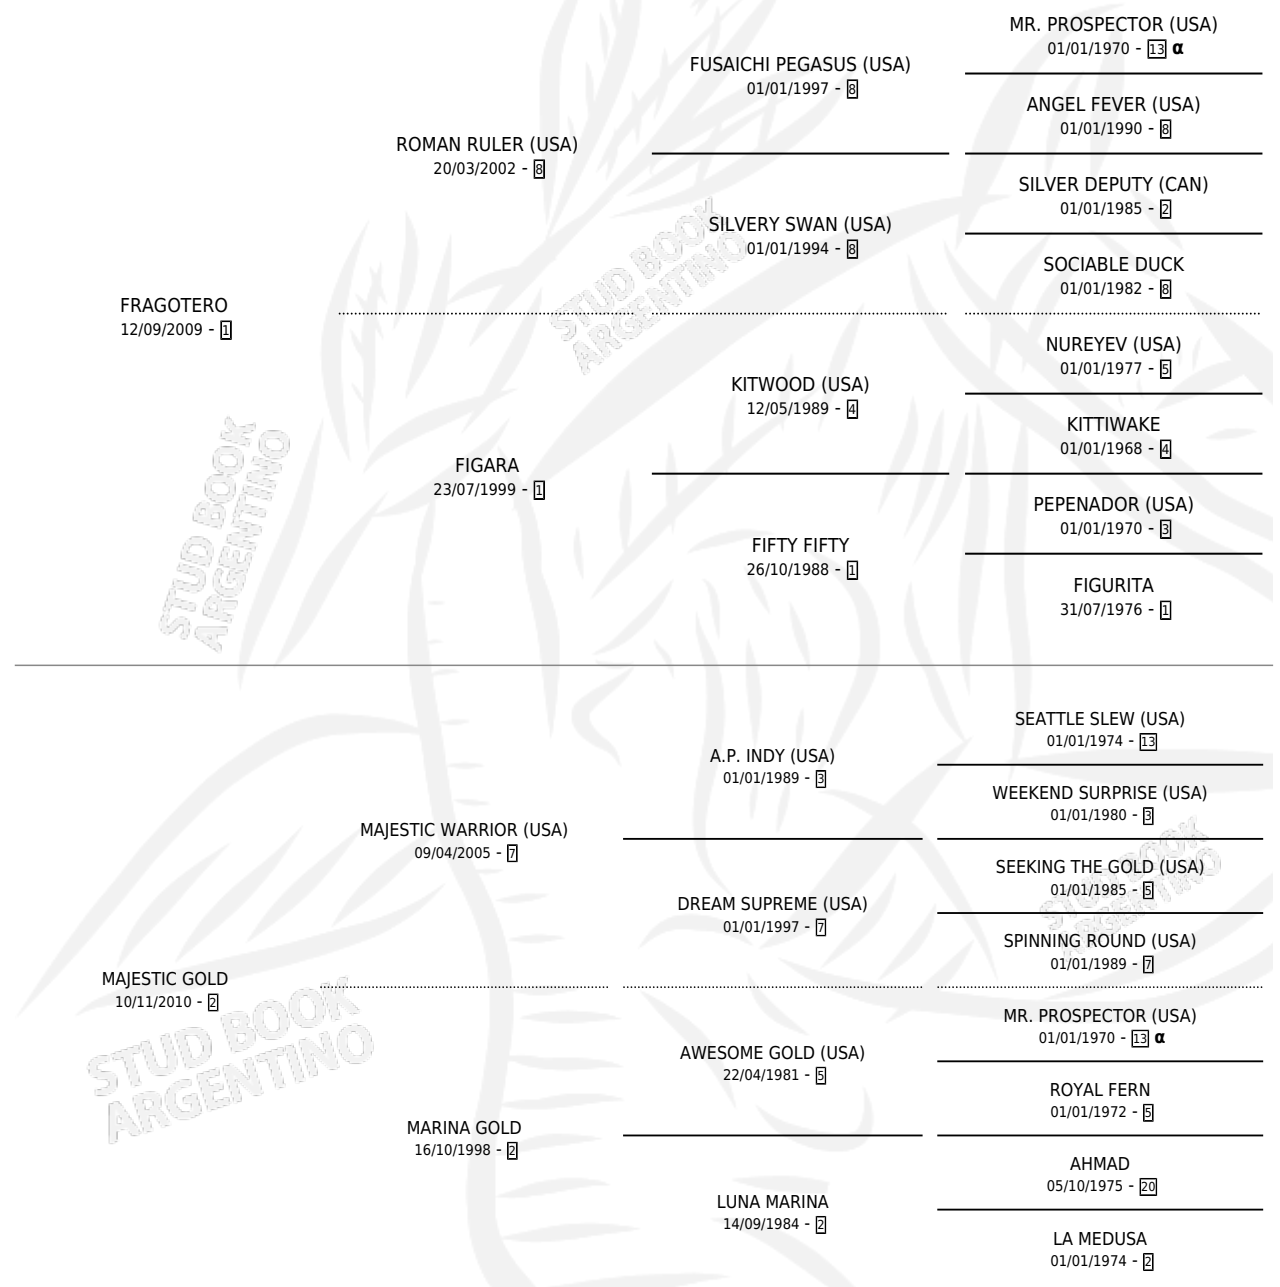 MR. PROSPECTOR (USA)
01/01/1970 - 13 α
FUSAICHI PEGASUS (USA)
01/01/1997 - 8
ANGEL FEVER (USA)
01/01/1990 - 8
ROMAN RULER (USA)
20/03/2002 - 8
SILVER DEPUTY (CAN)
01/01/1985 - 2
SILVERY SWAN (USA)
01/01/1994 - 8
SOCIABLE DUCK
01/01/1982 - 8
STUD BOOK
ARGENTINO
FRAGOTERO
12/09/2009 - 1
NUREYEV (USA)
01/01/1977 - 5
KITWOOD (USA)
12/05/1989 - 4
KITTIWAKE
01/01/1968 - 4
FIGARA
23/07/1999 - 1
PEPENADOR (USA)
01/01/1970 - 3
FIFTY FIFTY
26/10/1988 - 1
FIGURITA
31/07/1976 - 1
STUD BOOK
ARGENTINO
SEATTLE SLEW (USA)
01/01/1974 - 13
A.P. INDY (USA)
01/01/1989 - 3
WEEKEND SURPRISE (USA)
01/01/1980 - 3
MAJESTIC WARRIOR (USA)
09/04/2005 - 7
SEEKING THE GOLD (USA)
01/01/1985 - 5
STUD BOOK
ARGENTINO
DREAM SUPREME (USA)
01/01/1997 - 7
SPINNING ROUND (USA)
01/01/1989 - 7
MAJESTIC GOLD
10/11/2010 - 2
MR. PROSPECTOR (USA)
01/01/1970 - 13 α
STUD BOOK
ARGENTINO
AWESOME GOLD (USA)
22/04/1981 - 5
ROYAL FERN
01/01/1972 - 5
MARINA GOLD
16/10/1998 - 2
AHMAD
05/10/1975 - 20
LUNA MARINA
14/09/1984 - 2
LA MEDUSA
01/01/1974 - 2